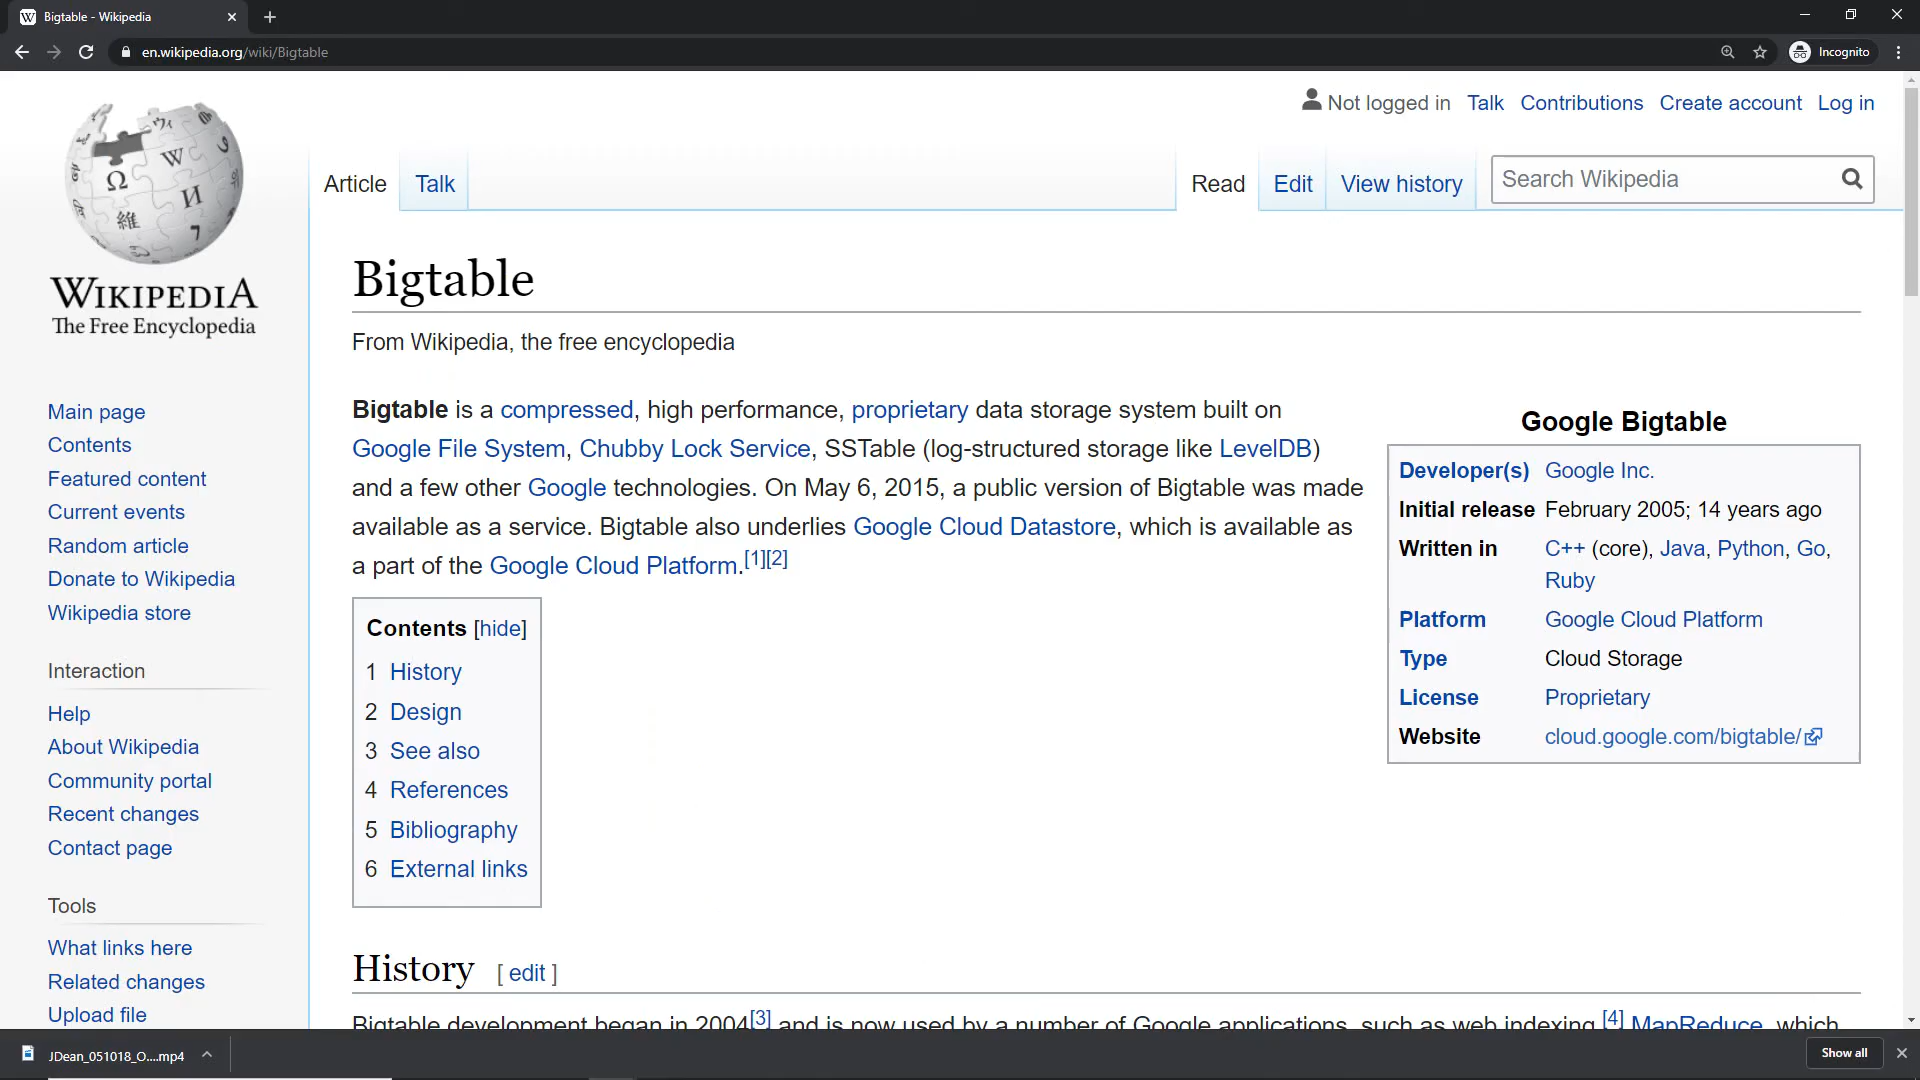 Bigtable - Wikipedia
en.wikipedia.org/wiki/Bigtable
Incognito
Not logged in Talk Contributions Create account Log in
Article Talk Read Edit View history Search Wikipedia
WIKIPEDIA
The Free Encyclopedia
Main page
Contents
Featured content
Current events
Random article
Donate to Wikipedia
Wikipedia store
Interaction
Help
About Wikipedia
Community portal
Recent changes
Contact page
Tools
What links here
Related changes
Upload file
Bigtable
From Wikipedia, the free encyclopedia
Bigtable is a compressed, high performance, proprietary data storage system built on
Google File System, Chubby Lock Service, SSTable (log-structured storage like LevelDB)
and a few other Google technologies. On May 6, 2015, a public version of Bigtable was made
available as a service. Bigtable also underlies Google Cloud Datastore, which is available as
a part of the Google Cloud Platform.[1][2]
Google Bigtable
Developer(s) Google Inc.
Initial release February 2005; 14 years ago
Written in C++ (core), Java, Python, Go,
Ruby
Platform Google Cloud Platform
Type Cloud Storage
License Proprietary
Website cloud.google.com/bigtable/
Contents [hide]
1 History
2 Design
3 See also
4 References
5 Bibliography
6 External links
History [ edit ]
Bigtable development began in 2004[3] and is now used by a number of Google applications, such as web indexing,[4] MapReduce, which
JDean_051018_O....mp4
Show all